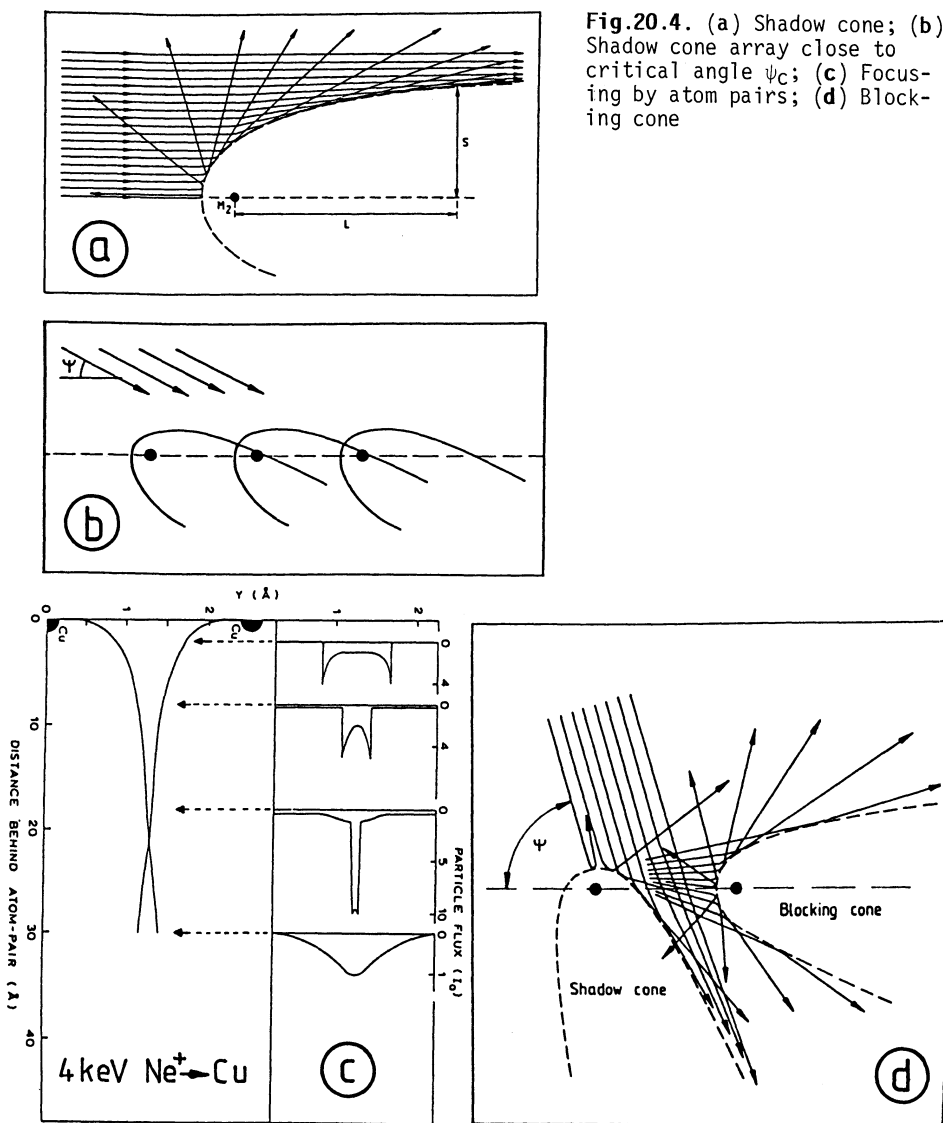 Fig.20.4. (a) Shadow cone; (b)
Shadow cone array close to
critical angle ψc; (c) Focus-
ing by atom pairs; (d) Block-
ing cone
S
M2
L
a
ψ
b
Y (Å)
0 1 2
1 2
Cu
Cu
0
10
20
30
40
DISTANCE BEHIND ATOM-PAIR (Å)
0
4
0
4
0
5
10
0
1
PARTICLE FLUX (I0)
4keV Ne+→Cu
c
ψ
Blocking cone
Shadow cone
d